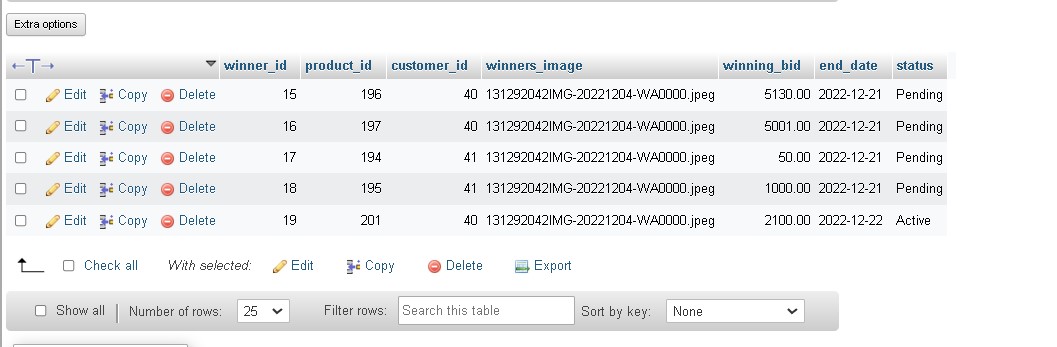 Extra options
winner_id product_id customer_id winners_image winning_bid end_date status
Edit Copy Delete 15 196 40 131292042IMG-20221204-WA0000.jpeg 5130.00 2022-12-21 Pending
Edit Copy Delete 16 197 40 131292042IMG-20221204-WA0000.jpeg 5001.00 2022-12-21 Pending
Edit Copy Delete 17 194 41 131292042IMG-20221204-WA0000.jpeg 50.00 2022-12-21 Pending
Edit Copy Delete 18 195 41 131292042IMG-20221204-WA0000.jpeg 1000.00 2022-12-21 Pending
Edit Copy Delete 19 201 40 131292042IMG-20221204-WA0000.jpeg 2100.00 2022-12-22 Active
Check all With selected: Edit Copy Delete Export
Show all Number of rows: 25 Filter rows: Search this table Sort by key: None